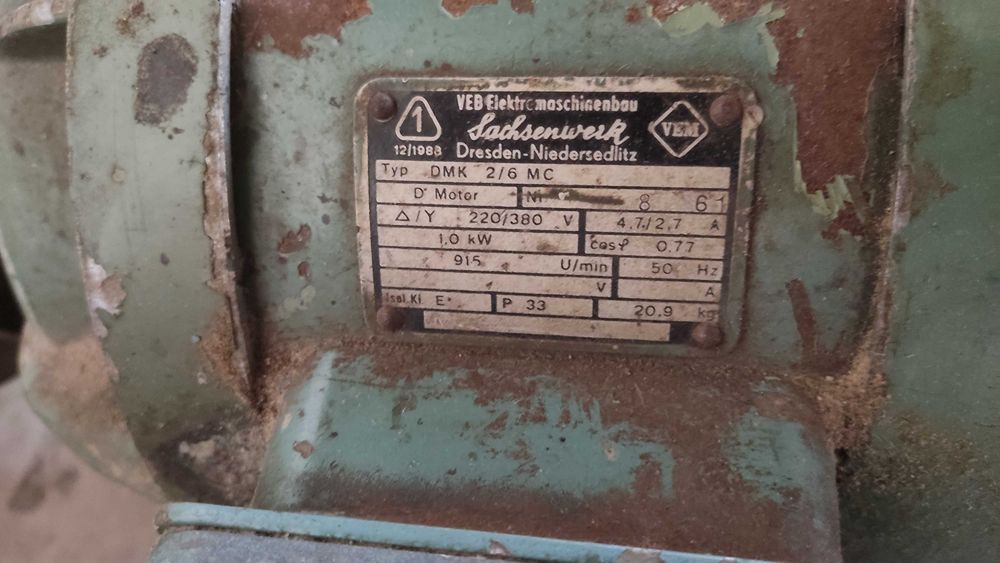 1
12/1988
VEB Elektromaschinenbau
Sachsenwerk
Dresden-Niedersedlitz
VEM
Typ DMK 2/6 MC
D Motor Nr 8 61
△/Y 220/380 V 4,7/2,7 A
1,0 kW cosφ 0.77
915 U/min 50 Hz
V A
Isol.Kl. E P 33 20,9 kg